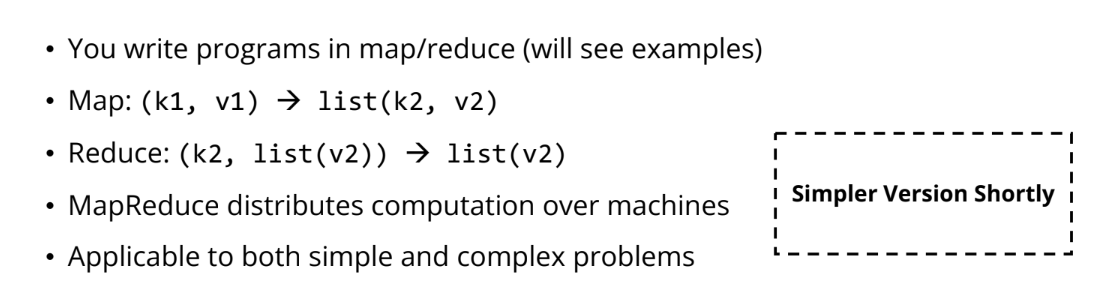 • You write programs in map/reduce (will see examples)
• Map: (k1, v1) → list(k2, v2)
• Reduce: (k2, list(v2)) → list(v2)
• MapReduce distributes computation over machines
• Applicable to both simple and complex problems
Simpler Version Shortly